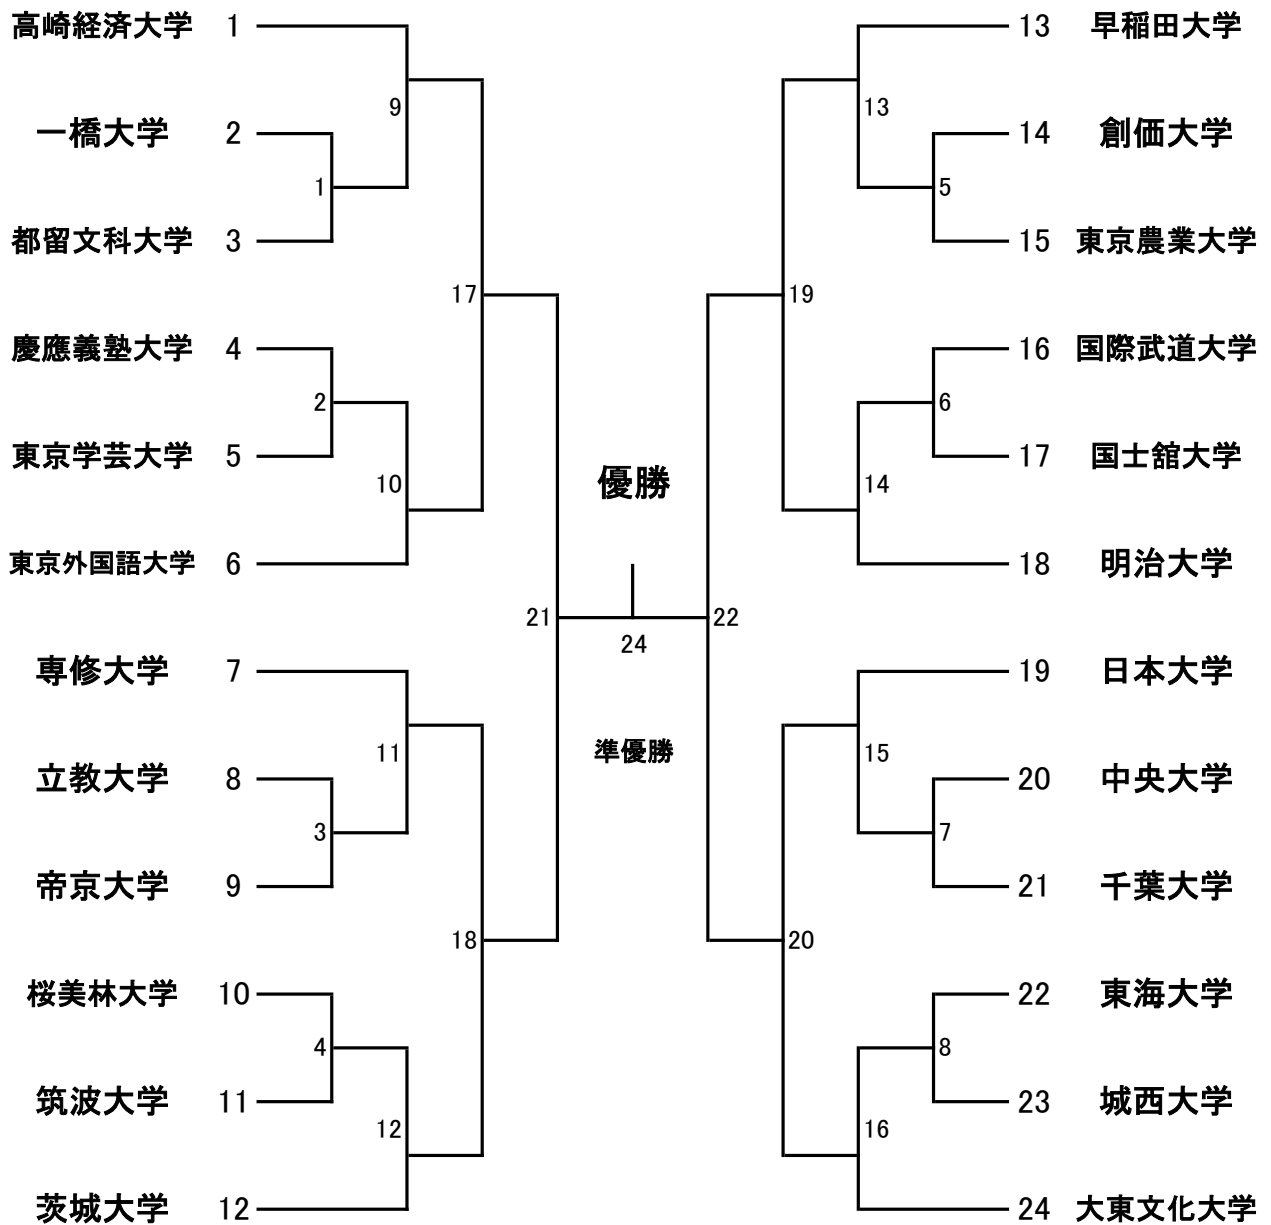 高崎経済大学 1
9
一橋大学 2
1
都留文科大学 3
17
慶應義塾大学 4
2
東京学芸大学 5
10
東京外国語大学 6
21
専修大学 7
11
立教大学 8
3
帝京大学 9
18
桜美林大学 10
4
筑波大学 11
12
茨城大学 12
優勝
24
準優勝
13 早稲田大学
13
14 創価大学
5
15 東京農業大学
19
16 国際武道大学
6
17 国士舘大学
14
18 明治大学
22
19 日本大学
15
20 中央大学
7
21 千葉大学
20
22 東海大学
8
23 城西大学
16
24 大東文化大学